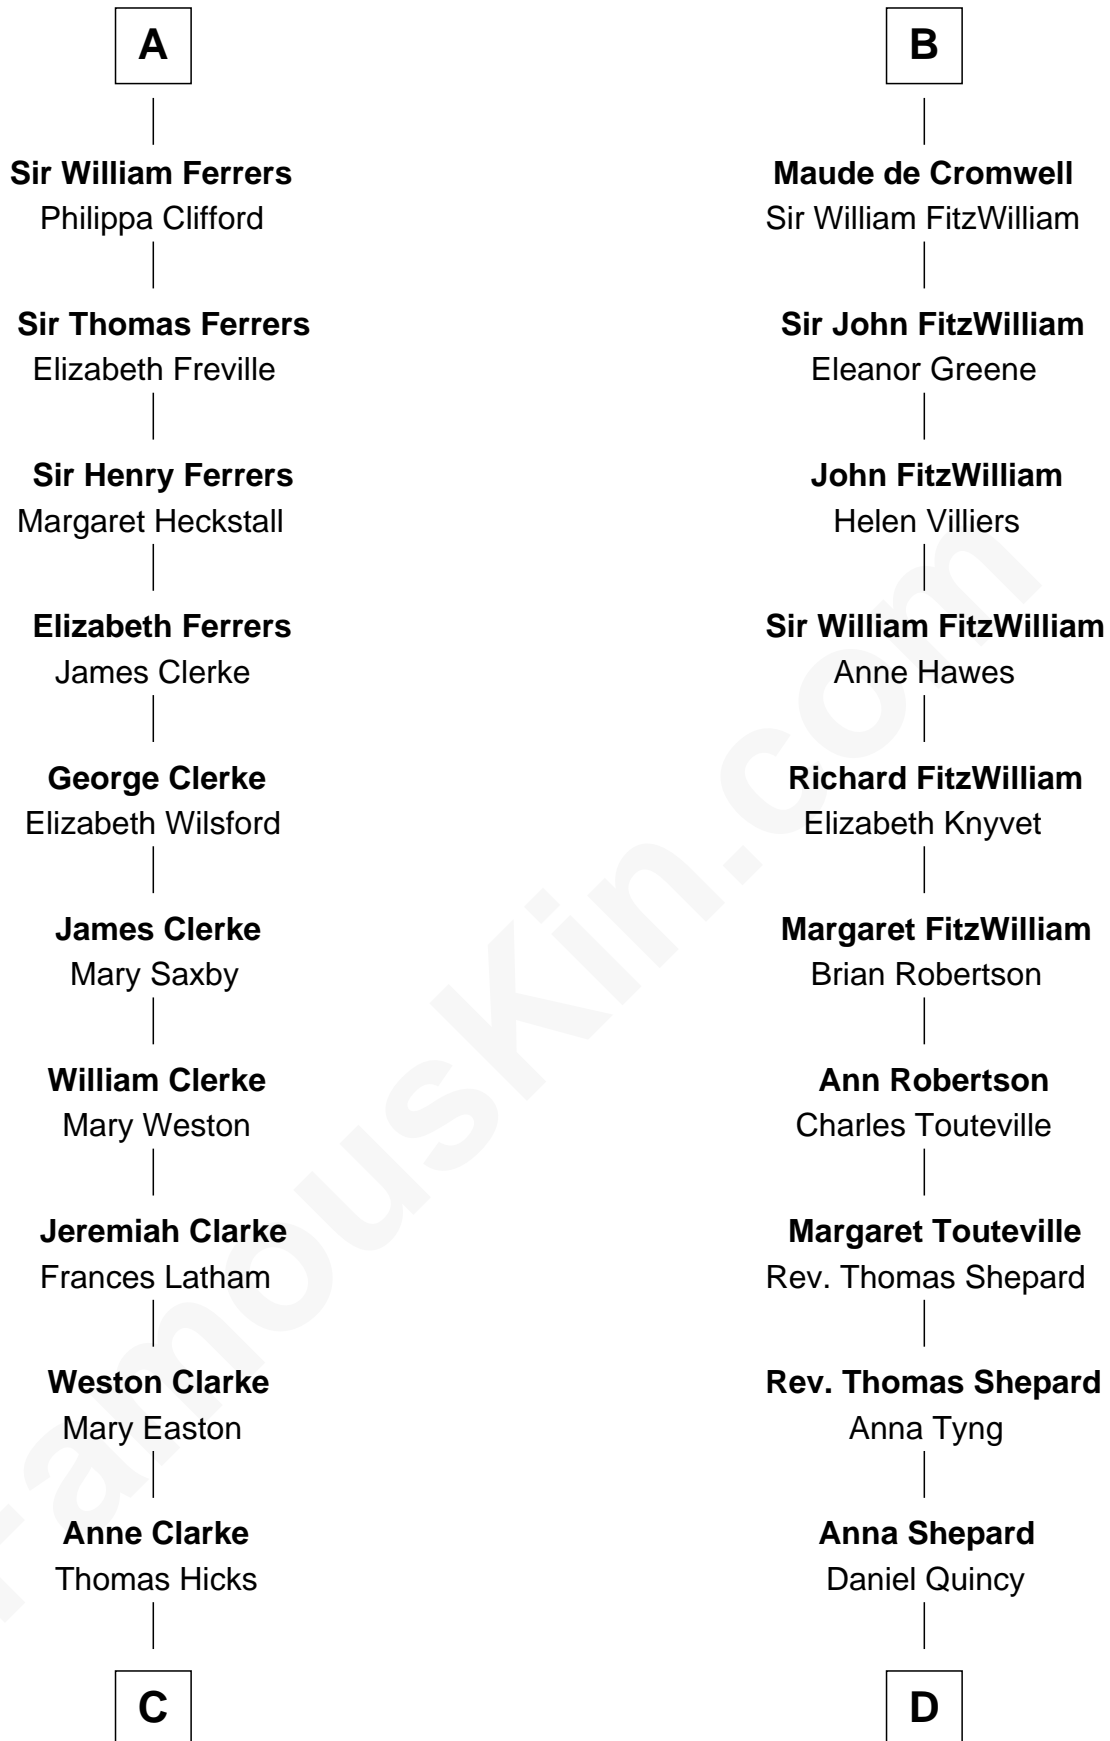 A
Sir William Ferrers
Philippa Clifford
Sir Thomas Ferrers
Elizabeth Freville
Sir Henry Ferrers
Margaret Heckstall
Elizabeth Ferrers
James Clerke
George Clerke
Elizabeth Wilsford
James Clerke
Mary Saxby
William Clerke
Mary Weston
Jeremiah Clarke
Frances Latham
Weston Clarke
Mary Easton
Anne Clarke
Thomas Hicks
C
B
Maude de Cromwell
Sir William FitzWilliam
Sir John FitzWilliam
Eleanor Greene
John FitzWilliam
Helen Villiers
Sir William FitzWilliam
Anne Hawes
Richard FitzWilliam
Elizabeth Knyvet
Margaret FitzWilliam
Brian Robertson
Ann Robertson
Charles Touteville
Margaret Touteville
Rev. Thomas Shepard
Rev. Thomas Shepard
Anna Tyng
Anna Shepard
Daniel Quincy
D
FamousKin.com